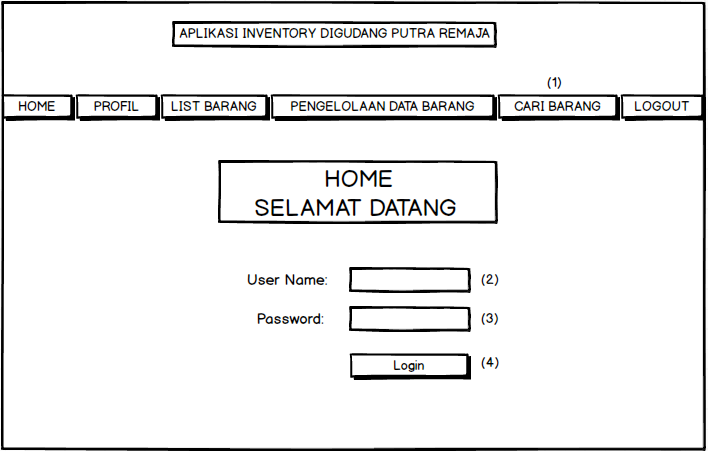 APLIKASI INVENTORY DIGUDANG PUTRA REMAJA
(1)
HOME PROFIL LIST BARANG PENGELOLAAN DATA BARANG CARI BARANG LOGOUT
HOME
SELAMAT DATANG
User Name: (2)
Password: (3)
Login (4)